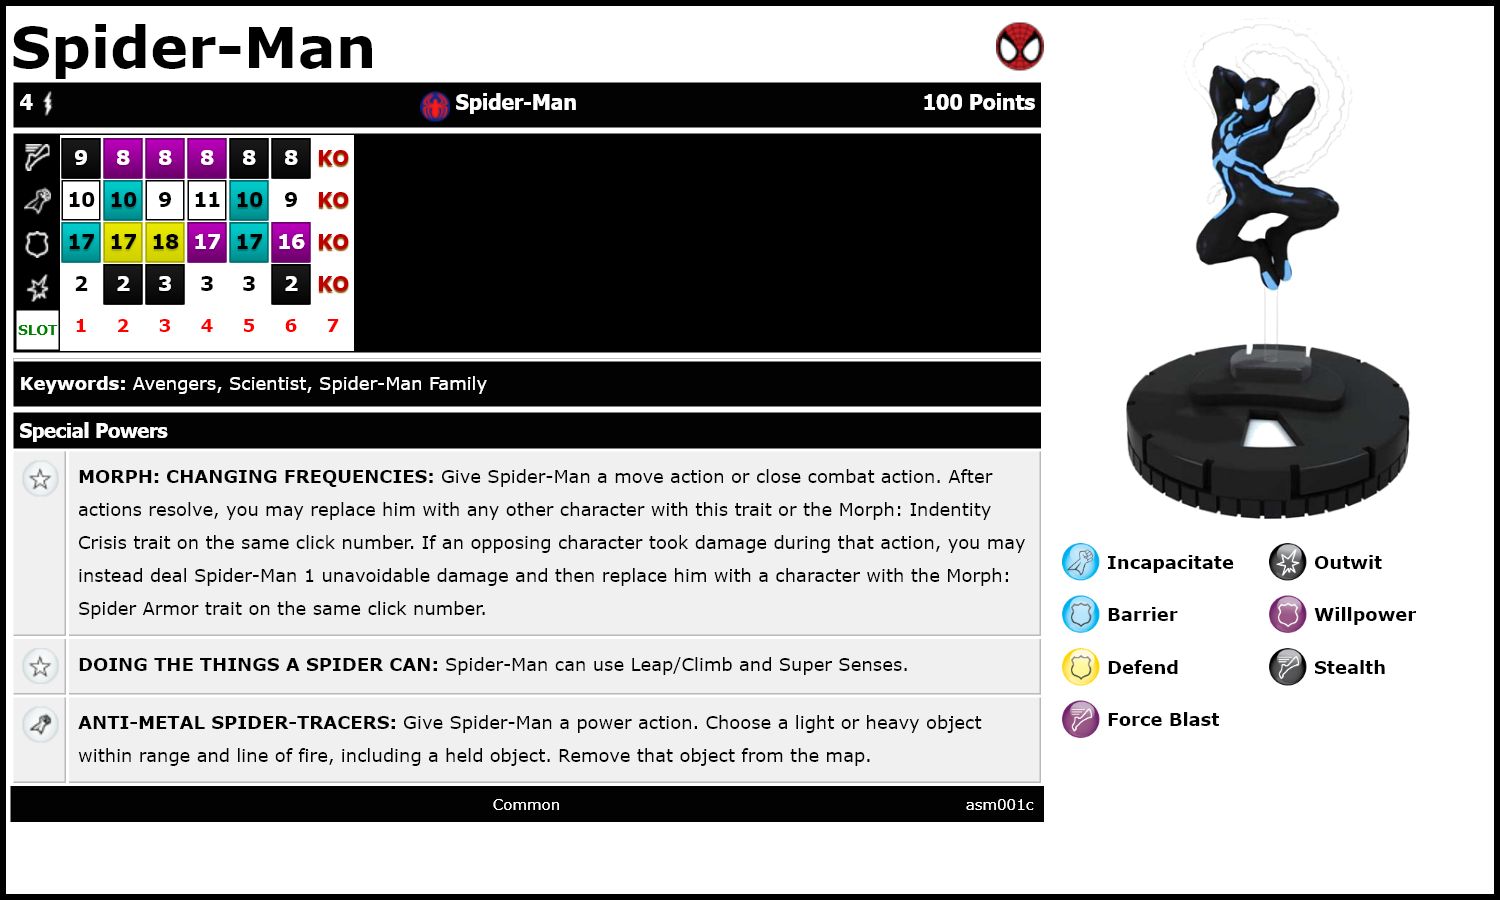 Spider-Man
4 Spider-Man 100 Points
9 8 8 8 8 8 KO
10 10 9 11 10 9 KO
17 17 18 17 17 16 KO
2 2 3 3 3 2 KO
SLOT 1 2 3 4 5 6 7
Keywords: Avengers, Scientist, Spider-Man Family
Special Powers
MORPH: CHANGING FREQUENCIES: Give Spider-Man a move action or close combat action. After
actions resolve, you may replace him with any other character with this trait or the Morph: Indentity
Crisis trait on the same click number. If an opposing character took damage during that action, you may
instead deal Spider-Man 1 unavoidable damage and then replace him with a character with the Morph:
Spider Armor trait on the same click number.
DOING THE THINGS A SPIDER CAN: Spider-Man can use Leap/Climb and Super Senses.
ANTI-METAL SPIDER-TRACERS: Give Spider-Man a power action. Choose a light or heavy object
within range and line of fire, including a held object. Remove that object from the map.
Common asm001c
Incapacitate Outwit
Barrier Willpower
Defend Stealth
Force Blast